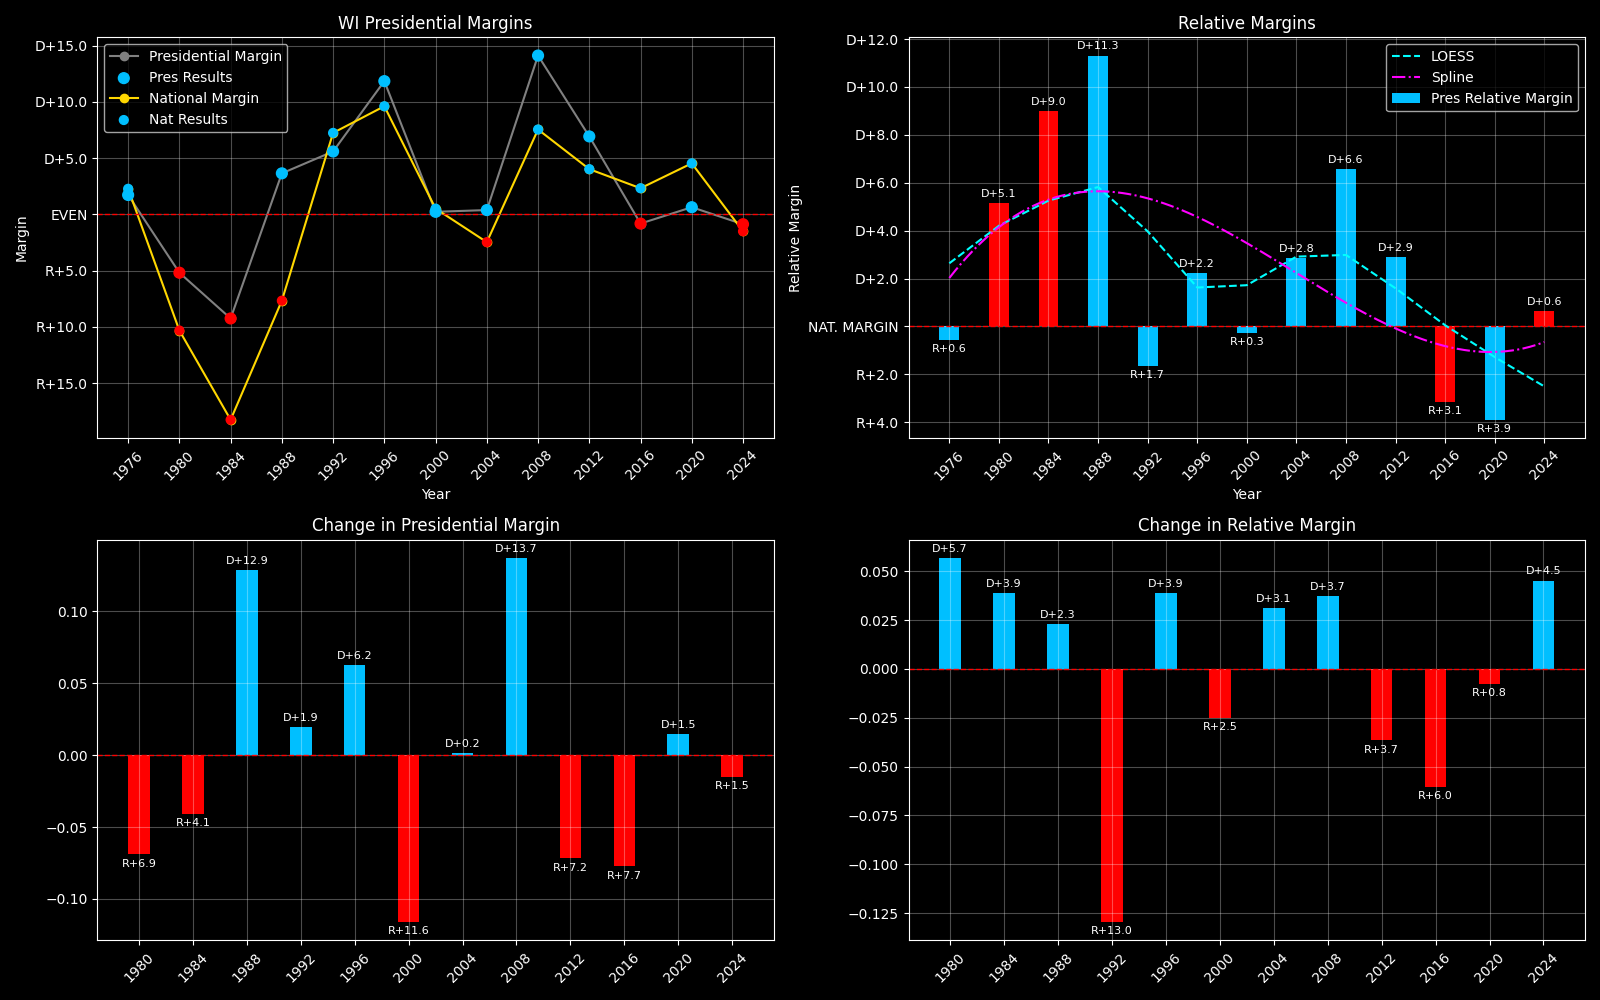 WI Presidential Margins
D+15.0
D+10.0
D+5.0
EVEN
R+5.0
R+10.0
R+15.0
Margin
Presidential Margin
Pres Results
National Margin
Nat Results
1976
1980
1984
1988
1992
1996
2000
2004
2008
2012
2016
2020
2024
Year
Relative Margins
D+12.0
D+10.0
D+8.0
D+6.0
D+4.0
D+2.0
NAT. MARGIN
R+2.0
R+4.0
Relative Margin
LOESS
Spline
Pres Relative Margin
R+0.6
D+5.1
D+9.0
D+11.3
R+1.7
D+2.2
R+0.3
D+2.8
D+6.6
D+2.9
R+3.1
R+3.9
D+0.6
1976
1980
1984
1988
1992
1996
2000
2004
2008
2012
2016
2020
2024
Year
Change in Presidential Margin
0.10
0.05
0.00
−0.05
−0.10
R+6.9
R+4.1
D+12.9
D+1.9
D+6.2
R+11.6
D+0.2
D+13.7
R+7.2
R+7.7
D+1.5
R+1.5
1980
1984
1988
1992
1996
2000
2004
2008
2012
2016
2020
2024
Change in Relative Margin
0.050
0.025
0.000
−0.025
−0.050
−0.075
−0.100
−0.125
D+5.7
D+3.9
D+2.3
R+13.0
D+3.9
R+2.5
D+3.1
D+3.7
R+3.7
R+6.0
R+0.8
D+4.5
1980
1984
1988
1992
1996
2000
2004
2008
2012
2016
2020
2024